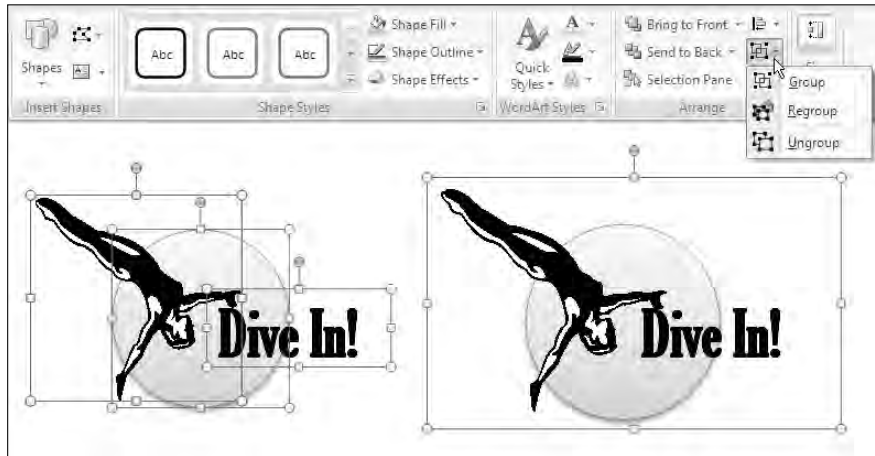 Shapes
Insert Shapes
Abc Abc Abc
Shape Fill
Shape Outline
Shape Effects
Shape Styles
Quick
Styles
WordArt Styles
Bring to Front
Send to Back
Selection Pane
Arrange
Group
Regroup
Ungroup
Dive In!
Dive In!